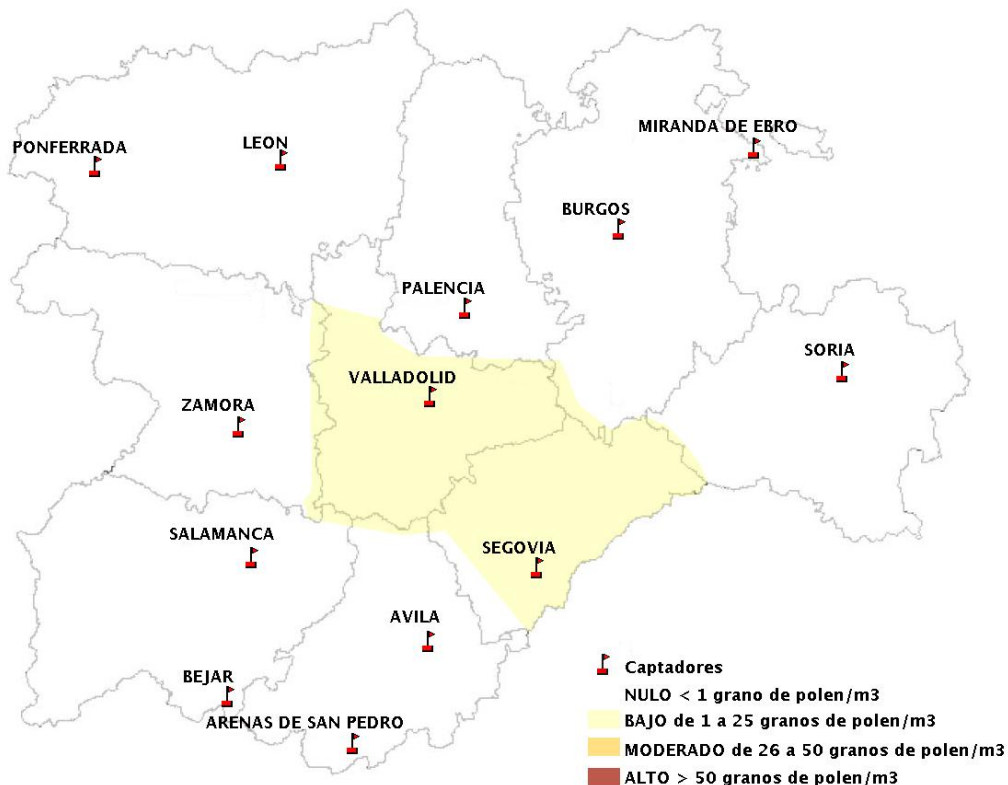 MIRANDA DE EBRO
PONFERRADA
LEON
BURGOS
PALENCIA
SORIA
VALLADOLID
ZAMORA
SALAMANCA
SEGOVIA
AVILA
BEJAR
ARENAS DE SAN PEDRO
Captadores
NULO < 1 grano de polen/m3
BAJO de 1 a 25 granos de polen/m3
MODERADO de 26 a 50 granos de polen/m3
ALTO > 50 granos de polen/m3